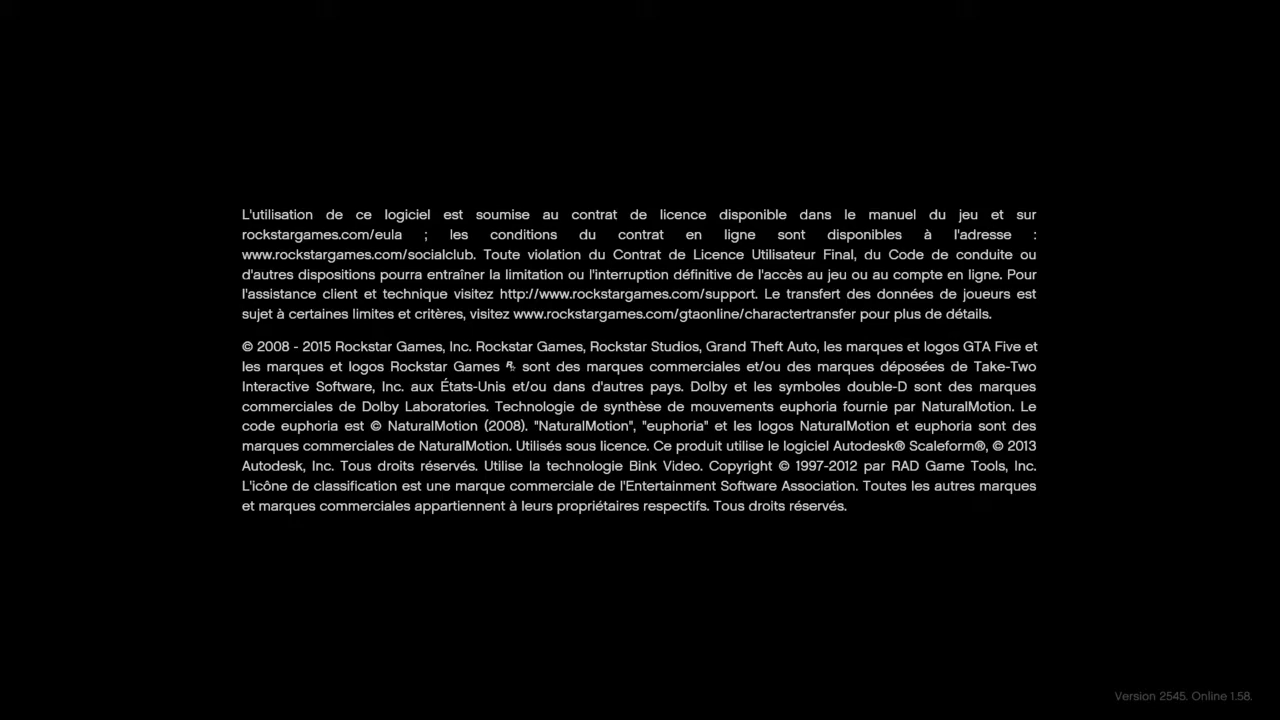 L'utilisation de ce logiciel est soumise au contrat de licence disponible dans le manuel du jeu et sur
rockstargames.com/eula ; les conditions du contrat en ligne sont disponibles à l'adresse :
www.rockstargames.com/socialclub. Toute violation du Contrat de Licence Utilisateur Final, du Code de conduite ou
d'autres dispositions pourra entraîner la limitation ou l'interruption définitive de l'accès au jeu ou au compte en ligne. Pour
l'assistance client et technique visitez http://www.rockstargames.com/support. Le transfert des données de joueurs est
sujet à certaines limites et critères, visitez www.rockstargames.com/gtaonline/charactertransfer pour plus de détails.
© 2008 - 2015 Rockstar Games, Inc. Rockstar Games, Rockstar Studios, Grand Theft Auto, les marques et logos GTA Five et
les marques et logos Rockstar Games R* sont des marques commerciales et/ou des marques déposées de Take-Two
Interactive Software, Inc. aux États-Unis et/ou dans d'autres pays. Dolby et les symboles double-D sont des marques
commerciales de Dolby Laboratories. Technologie de synthèse de mouvements euphoria fournie par NaturalMotion. Le
code euphoria est © NaturalMotion (2008). "NaturalMotion", "euphoria" et les logos NaturalMotion et euphoria sont des
marques commerciales de NaturalMotion. Utilisés sous licence. Ce produit utilise le logiciel Autodesk® Scaleform®, © 2013
Autodesk, Inc. Tous droits réservés. Utilise la technologie Bink Video. Copyright © 1997-2012 par RAD Game Tools, Inc.
L'icône de classification est une marque commerciale de l'Entertainment Software Association. Toutes les autres marques
et marques commerciales appartiennent à leurs propriétaires respectifs. Tous droits réservés.
Version 2545. Online 1.58.